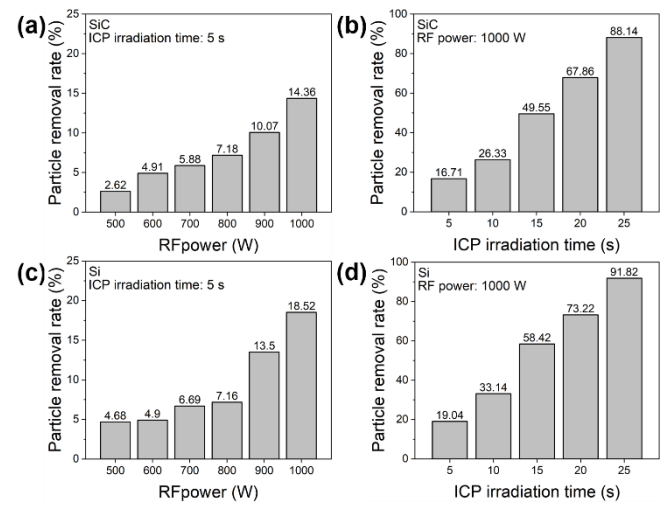 (a)
SiC
ICP irradiation time: 5 s
Particle removal rate (%)
25
20
15
10
5
0
2.62
4.91
5.88
7.18
10.07
14.36
500 600 700 800 900 1000
RFpower (W)
(b)
SiC
RF power: 1000 W
Particle removal rate (%)
100
80
60
40
20
0
16.71
26.33
49.55
67.86
88.14
5 10 15 20 25
ICP irradiation time (s)
(c)
Si
ICP irradiation time: 5 s
Particle removal rate (%)
25
20
15
10
5
0
4.68
4.9
6.69
7.16
13.5
18.52
500 600 700 800 900 1000
RFpower (W)
(d)
Si
RF power: 1000 W
Particle removal rate (%)
100
80
60
40
20
0
19.04
33.14
58.42
73.22
91.82
5 10 15 20 25
ICP irradiation time (s)